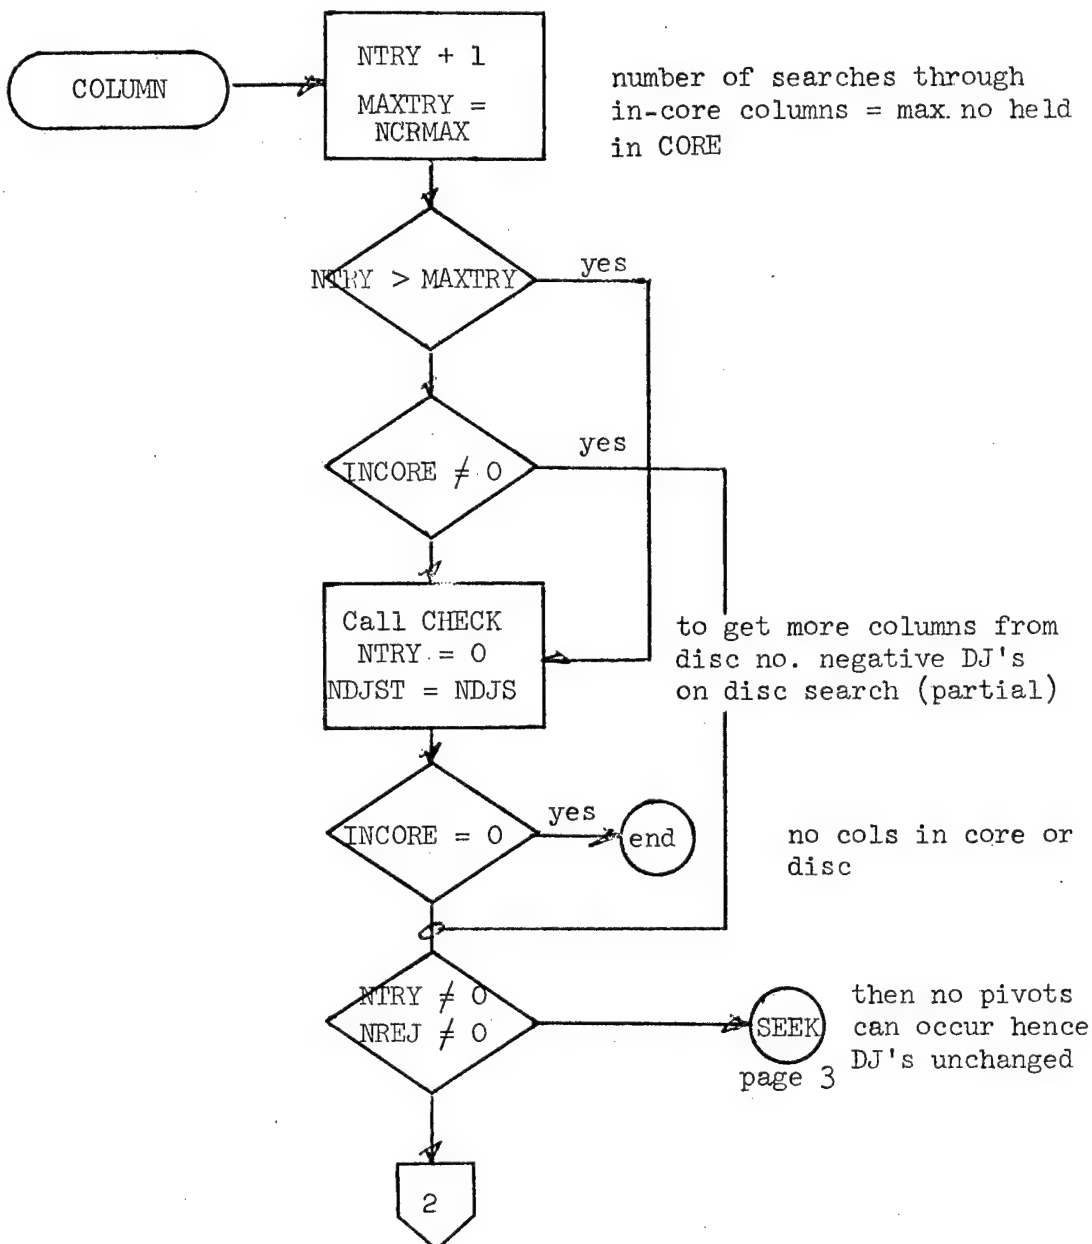 COLUMN
NTRY + 1
MAXTRY =
NCRMAX
number of searches through
in-core columns = max. no held
in CORE
NTRY > MAXTRY
yes
INCORE ≠ 0
yes
Call CHECK
NTRY = 0
NDJST = NDJS
to get more columns from
disc no. negative DJ's
on disc search (partial)
INCORE = 0
yes
end
no cols in core or
disc
NTRY ≠ 0
NREJ ≠ 0
SEEK
page 3
then no pivots
can occur hence
DJ's unchanged
2